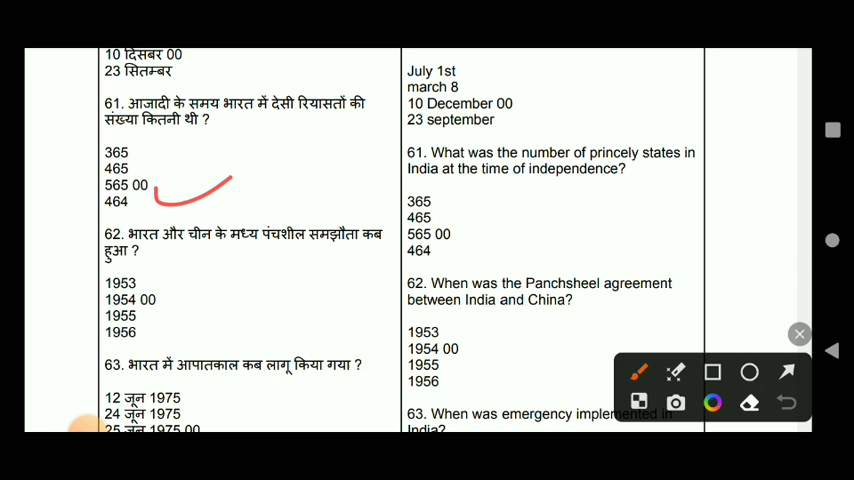 10 दिसंबर 00
23 सितम्बर
61. आजादी के समय भारत में देसी रियासतों की
संख्या कितनी थी ?
365
465
565 00
464
62. भारत और चीन के मध्य पंचशील समझौता कब
हुआ ?
1953
1954 00
1955
1956
63. भारत में आपातकाल कब लागू किया गया ?
12 जून 1975
24 जून 1975
25 जून 1975 00
July 1st
march 8
10 December 00
23 september
61. What was the number of princely states in
India at the time of independence?
365
465
565 00
464
62. When was the Panchsheel agreement
between India and China?
1953
1954 00
1955
1956
63. When was emergency implemented in
India?